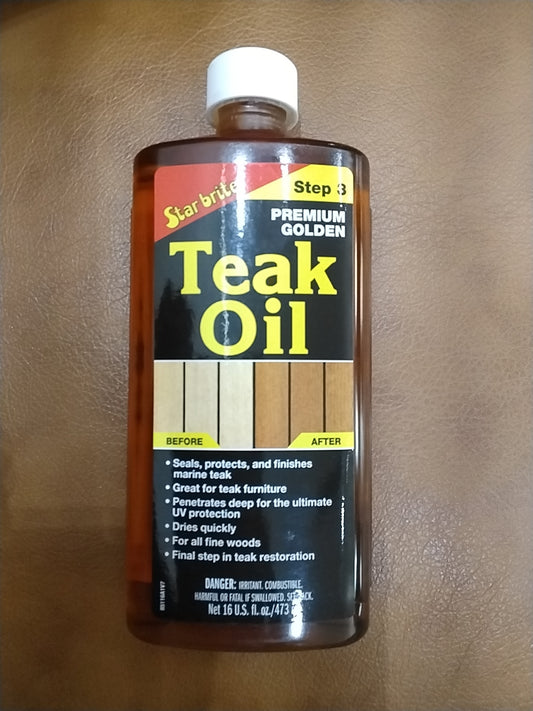 Star brite
Step 3
PREMIUM
GOLDEN
Teak
Oil
BEFORE
AFTER
• Seals, protects, and finishes
marine teak
• Great for teak furniture
• Penetrates deep for the ultimate
UV protection
• Dries quickly
• For all fine woods
• Final step in teak restoration
DANGER: IRRITANT. COMBUSTIBLE.
HARMFUL OR FATAL IF SWALLOWED. SEE BACK.
Net 16 U.S. fl. oz./473